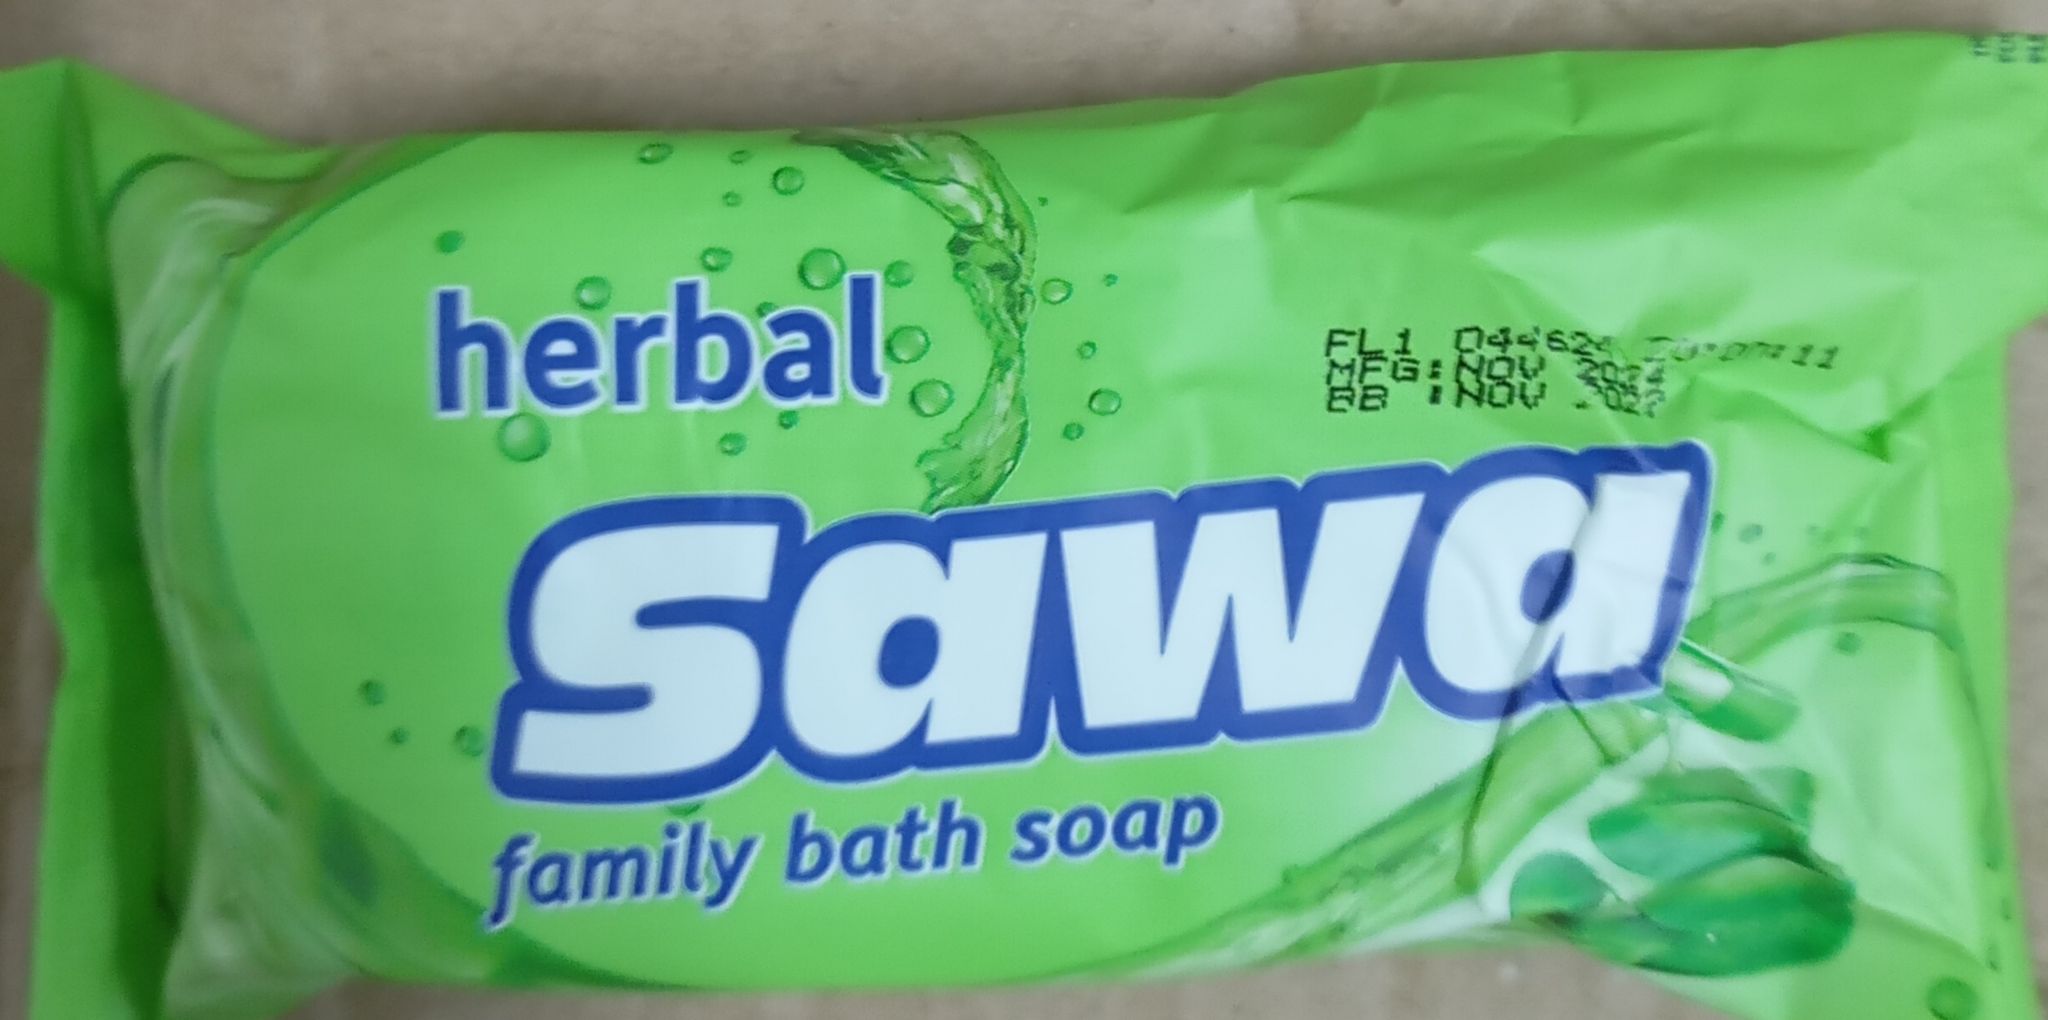 herbal
FL1
MFG: NOV
BB : NOV
sawa
family bath soap